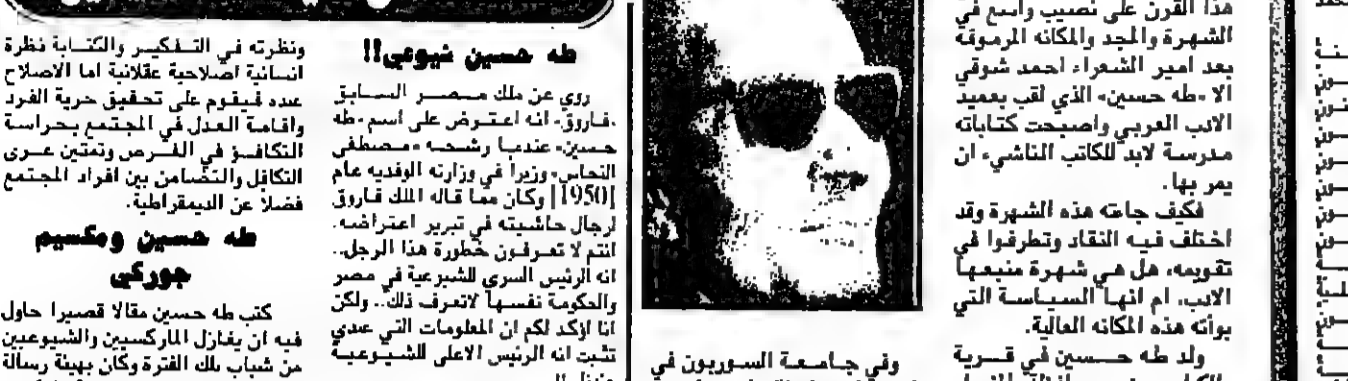 هذا القرن على نصيب واسع في
الشهرة والمجد والمكانه المرموقة
بعد امير الشعراء احمد شوقي
الا «طه حسين» الذي لقب بعميد
الادب العربي واصبحت كتاباته
مدرسة لابد للكاتب الناشيء ان
يمر بها.
فكيف جاءته هذه الشهرة وقد
اختلف فيه النقاد وتطرفوا في
تقويمه، هل هي شهرة منبعها
الادب. ام انها السياسة التي
بوأته هذه المكانه العالية.
ولد طه حسين في قرية
وفي جامعة السوربون في
طه حسين شيوعي!!
روي عن ملك مصر السابق
«فاروق» انه اعترض على اسم «طه
حسين» عندما رشحه «مصطفى
النحاس» وزيراً في وزارته الوفديه عام
[1950] وكان مما قاله الملك فاروق
لرجال حاشيته في تبرير اعتراضه.
انتم لا تعرفون خطورة هذا الرجل..
انه الرئيس السري للشيوعية في مصر
والحكومة نفسها لاتعرف ذلك.. ولكن
انا اؤكد لكم ان المعلومات التي عندي
تثبت انه الرئيس الاعلى للشيوعية
ونظرته في التفكير والكتابة نظرة
انسانية اصلاحية عقلانية اما الاصلاح
عنده فيقوم على تحقيق حرية الفرد
واقامة العدل في المجتمع بحراسة
التكافؤ في الفرص وتمتين عرى
التكافل والتضامن بين افراد المجتمع
فضلا عن الديمقراطية.
طه حسين ومكسيم
جوركي
كتب طه حسين مقالا قصيرا حاول
فيه ان يغازل الماركسيين والشيوعيين
من شباب تلك الفترة وكان بهيئة رسالة